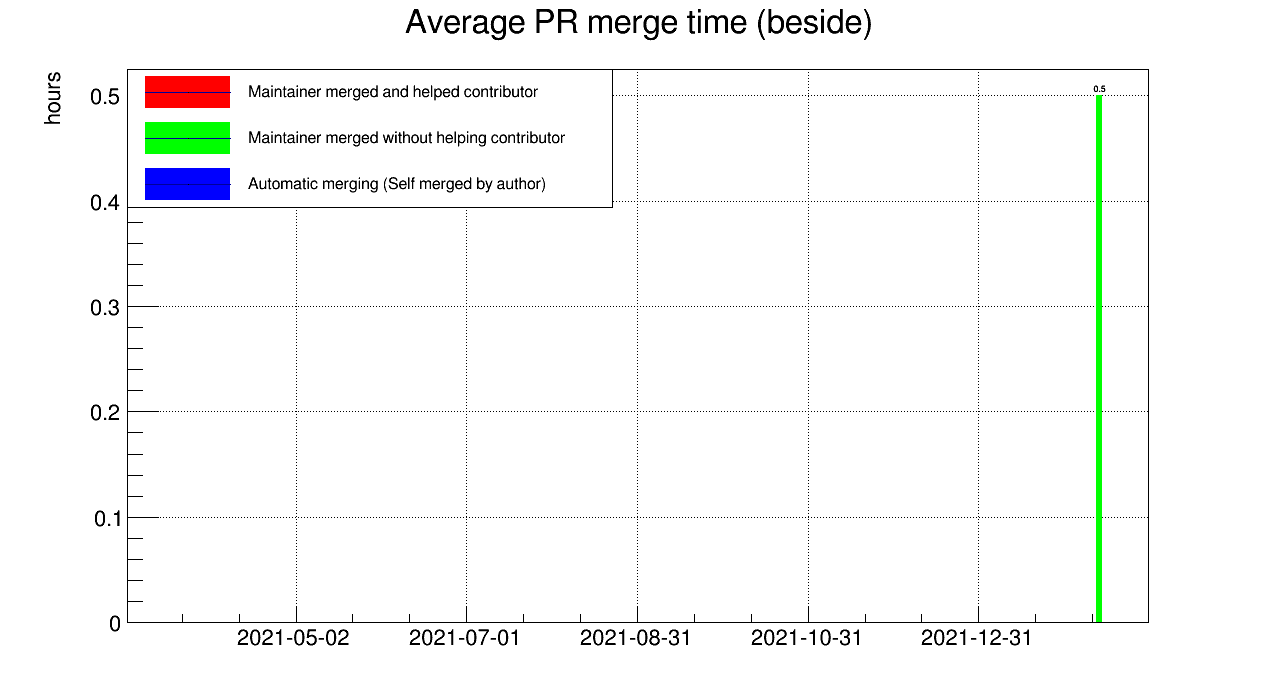 Average PR merge time (beside)
hours
Maintainer merged and helped contributor
Maintainer merged without helping contributor
Automatic merging (Self merged by author)
0.5
0.5
0.4
0.3
0.2
0.1
0
2021-05-02 2021-07-01 2021-08-31 2021-10-31 2021-12-31